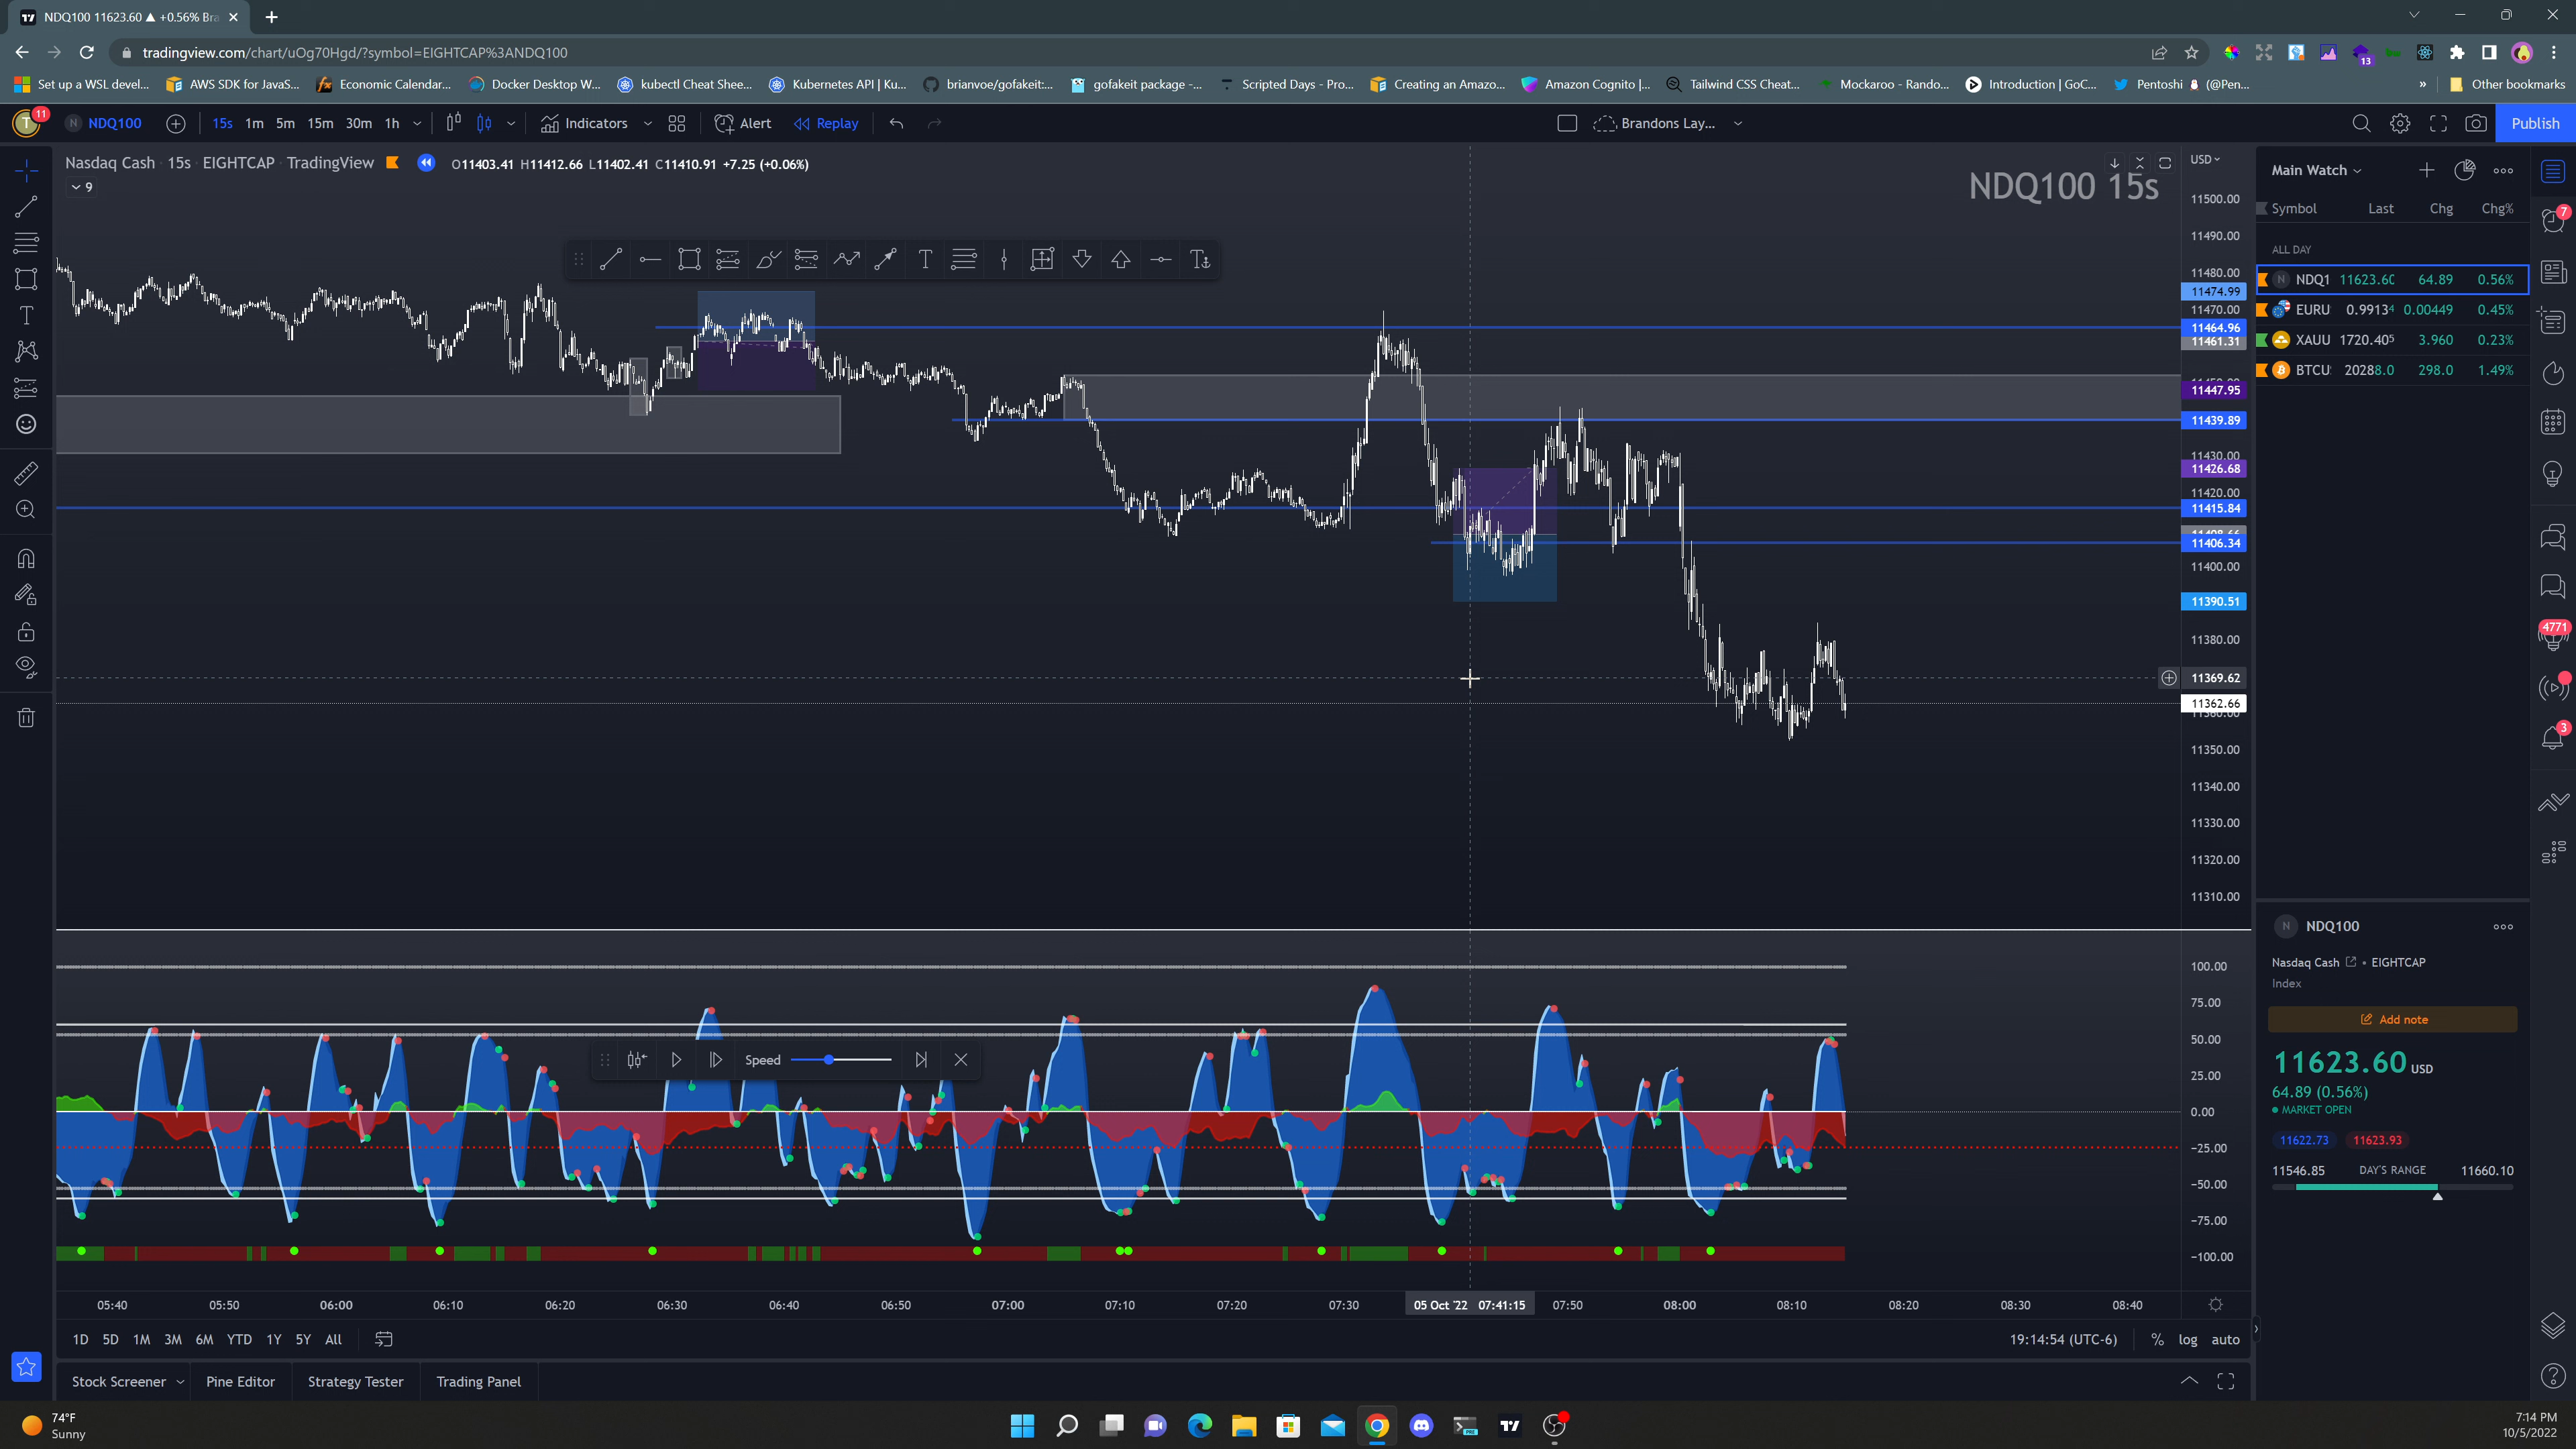 NDQ100 11623.60 ▲ +0.56% Bra
tradingview.com/chart/uOg70Hgd/?symbol=EIGHTCAP%3ANDQ100
13
Set up a WSL devel... AWS SDK for JavaS... Economic Calendar... Docker Desktop W... kubectl Cheat Shee... Kubernetes API | Ku... brianvoe/gofakeit:... gofakeit package -... Scripted Days - Pro... Creating an Amazo... Amazon Cognito |... Tailwind CSS Cheat... Mockaroo - Rando... Introduction | GoC... Pentoshi 🐧 (@Pen... » Other bookmarks
T 11 N NDQ100 15s 1m 5m 15m 30m 1h Indicators Alert Replay Brandons Lay... Publish
Nasdaq Cash · 15s · EIGHTCAP · TradingView O11403.41 H11412.66 L11402.41 C11410.91 +7.25 (+0.06%)
9
NDQ100 15s
USD
11500.00
11490.00
11480.00
11474.99
11470.00
11464.96
11461.31
11447.95
11439.89
11430.00
11426.68
11420.00
11415.84
11406.34
11400.00
11390.51
11380.00
11369.62
11362.66
11350.00
11340.00
11330.00
11320.00
11310.00
100.00
75.00
50.00
25.00
0.00
−25.00
−50.00
−75.00
−100.00
Speed
05:40 05:50 06:00 06:10 06:20 06:30 06:40 06:50 07:00 07:10 07:20 07:30 05 Oct '22 07:41:15 07:50 08:00 08:10 08:20 08:30 08:40
1D 5D 1M 3M 6M YTD 1Y 5Y All 19:14:54 (UTC-6) % log auto
Stock Screener Pine Editor Strategy Tester Trading Panel
Main Watch
Symbol Last Chg Chg%
ALL DAY
N NDQ1 11623.60 64.89 0.56%
EURU 0.99134 0.00449 0.45%
XAUU 1720.405 3.960 0.23%
BTCU 20288.0 298.0 1.49%
7
4771
3
N NDQ100
Nasdaq Cash • EIGHTCAP
Index
Add note
11623.60 USD
64.89 (0.56%)
MARKET OPEN
11622.73 11623.93
11546.85 DAY'S RANGE 11660.10
74°F
Sunny
7:14 PM
10/5/2022